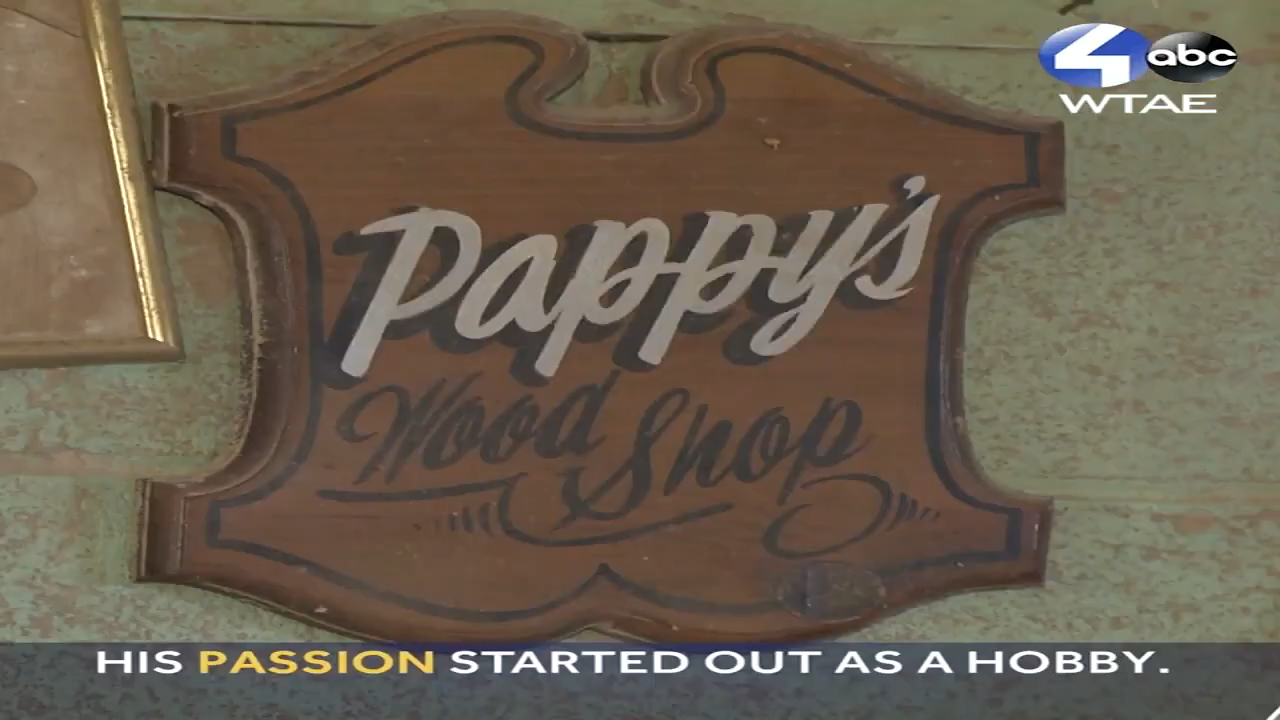 4 abc
WTAE
Pappy's
Wood Shop
HIS PASSION STARTED OUT AS A HOBBY.